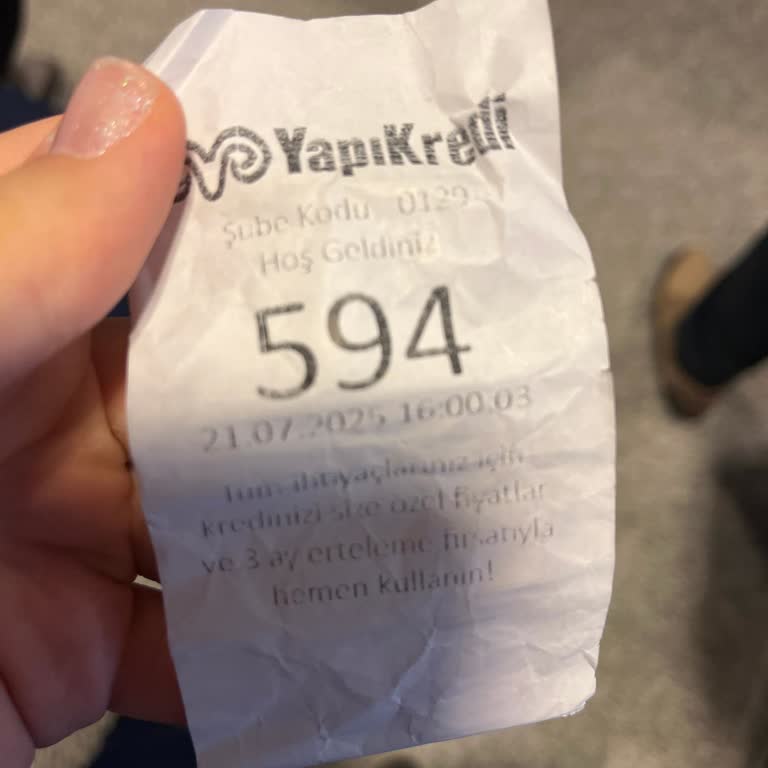 YapıKredi
Şube Kodu 0129
Hoş Geldiniz
594
21.07.2025 16:00.03
Tüm ihtiyaçlarınız için
kredinizi size özel fiyatlar
ve 3 ay erteleme fırsatıyla
hemen kullanın!